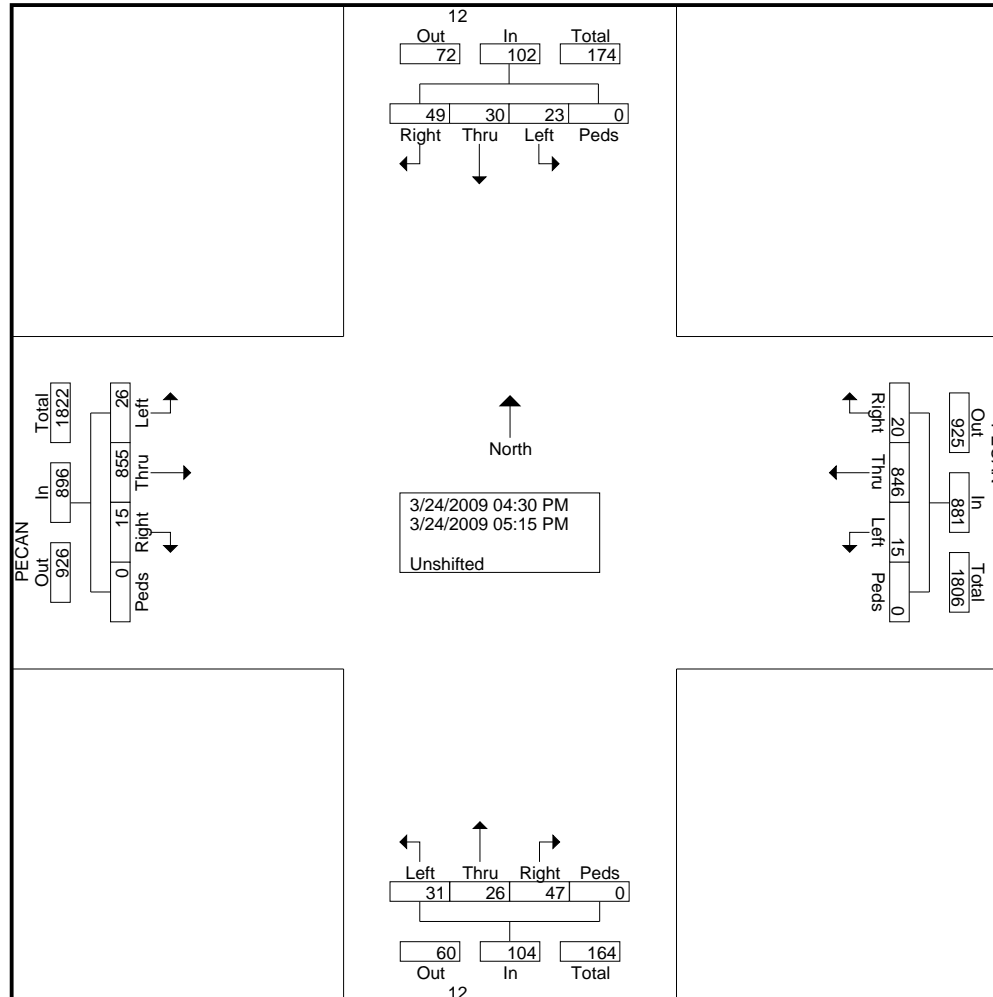 12
Out In Total
72 102 174
49 30 23 0
Right Thru Left Peds
Total In Out
1822 896 926
PECAN
26 855 15 0
Left Thru Right Peds
North
3/24/2009 04:30 PM
3/24/2009 05:15 PM
Unshifted
Right Thru Left Peds
20 846 15 0
Out In Total
925 881 1806
Left Thru Right Peds
31 26 47 0
60 104 164
Out In Total
12